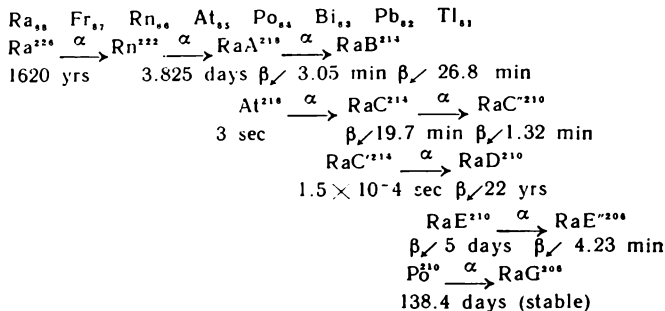 Ra₈₈ Fr₈₇ Rn₈₆ At₈₅ Po₈₄ Bi₈₃ Pb₈₂ Tl₈₁
Ra²²⁶ α→ Rn²²² α→ RaA²¹⁸ α→ RaB²¹⁴
1620 yrs 3.825 days β↙ 3.05 min β↙ 26.8 min
At²¹⁸ α→ RaC²¹⁴ α→ RaC″²¹⁰
3 sec β↙19.7 min β↙1.32 min
RaC′²¹⁴ α→ RaD²¹⁰
1.5×10⁻4 sec β↙22 yrs
RaE²¹⁰ α→ RaE″²⁰⁶
β↙ 5 days β↙ 4.23 min
Po²¹⁰ α→ RaG²⁰⁶
138.4 days (stable)